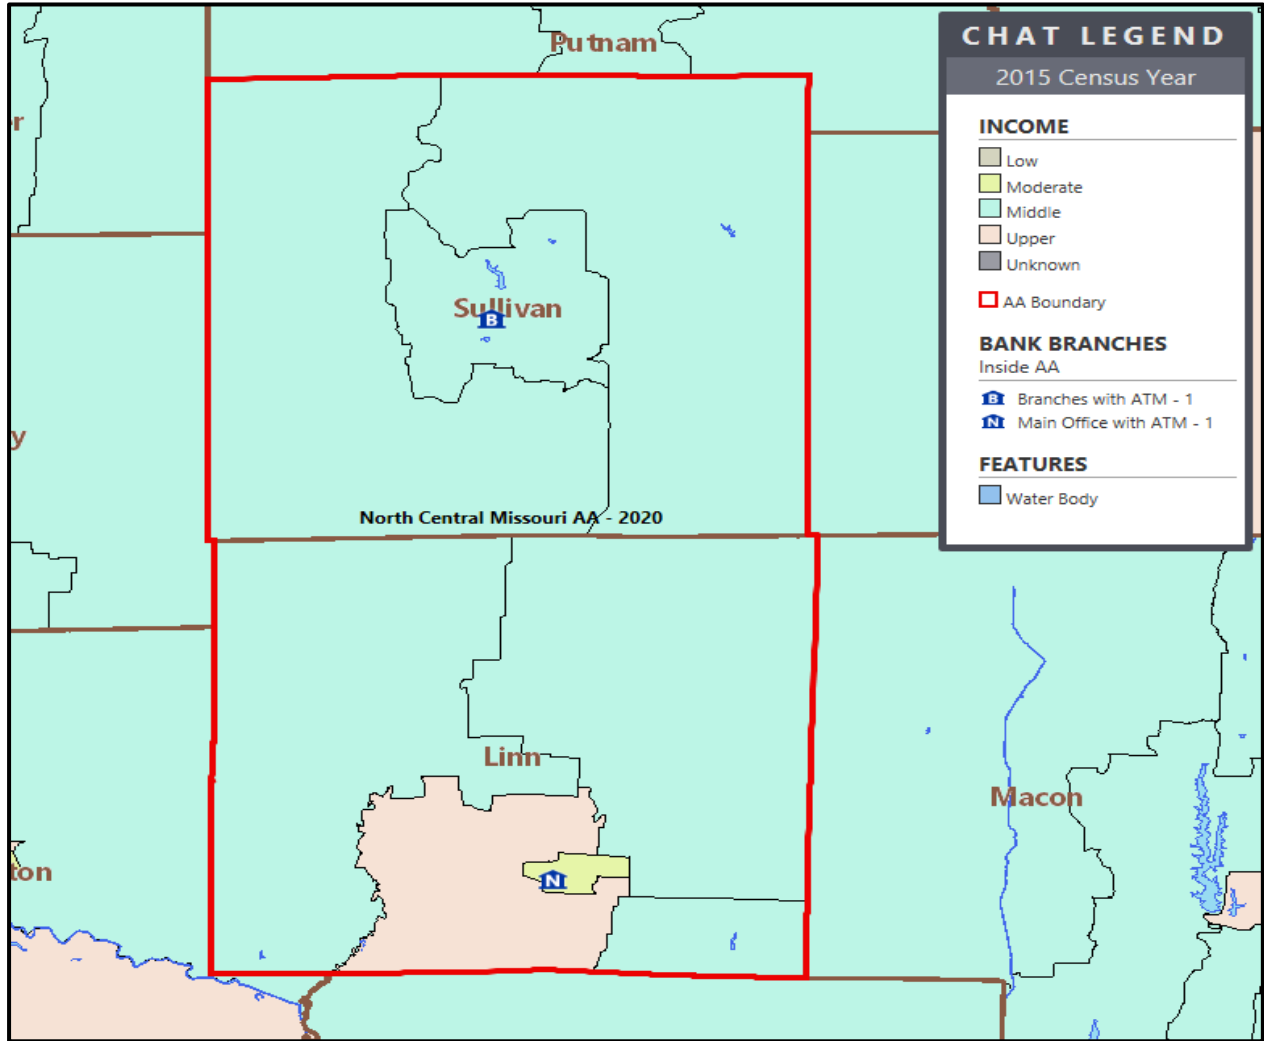 Putnam
CHAT LEGEND
2015 Census Year
INCOME
Low
Moderate
Middle
Upper
Unknown
AA Boundary
BANK BRANCHES
Inside AA
B Branches with ATM - 1
N Main Office with ATM - 1
FEATURES
Water Body
r
Sullivan
B
y
North Central Missouri AA - 2020
Linn
Macon
ton
N